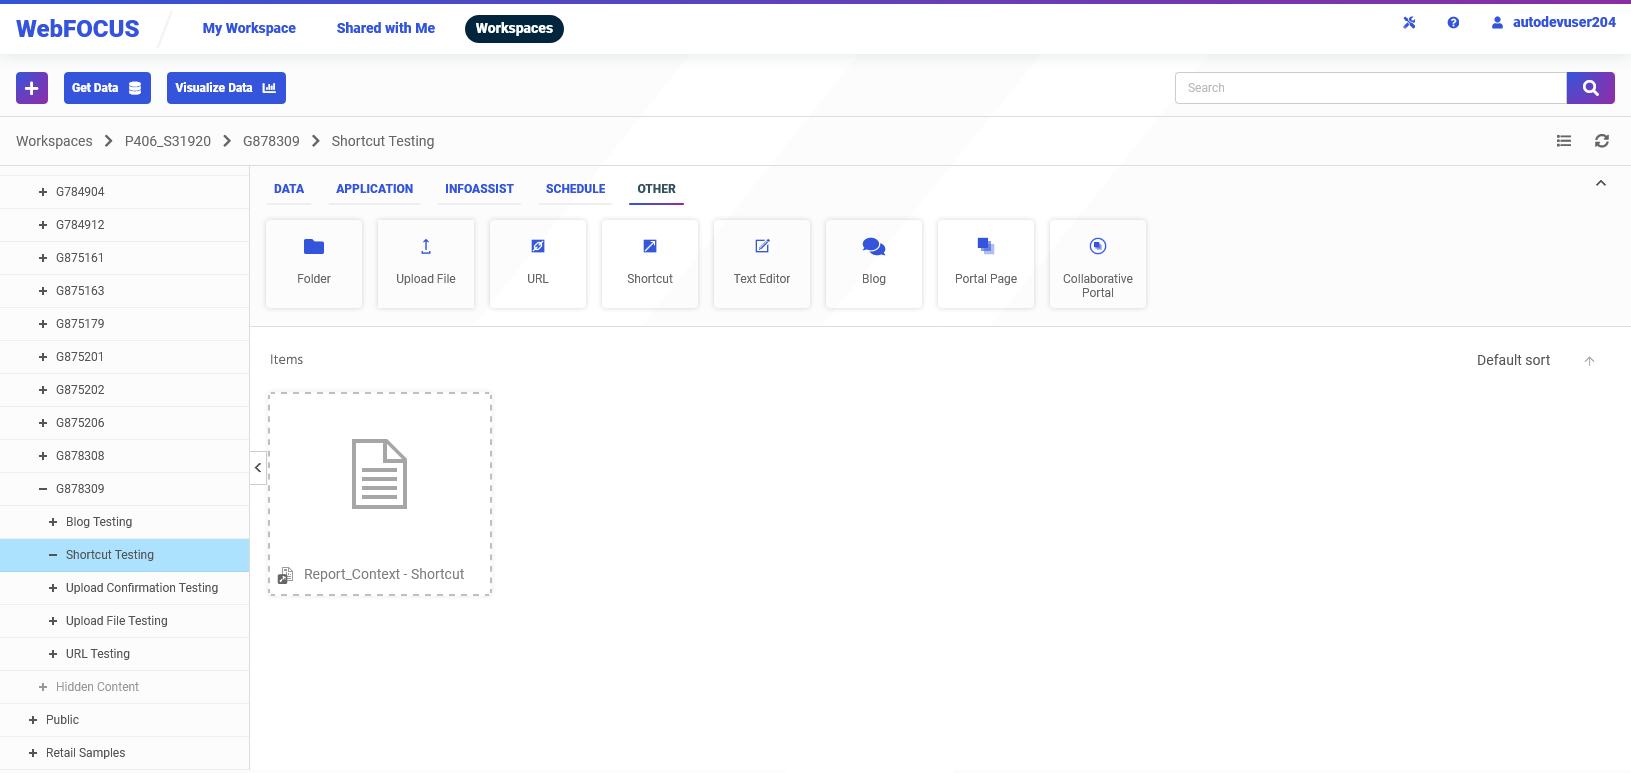 WebFOCUS
My Workspace
Shared with Me
Workspaces
autodevuser204
Get Data
Visualize Data
Search
Workspaces
P406_S31920
G878309
Shortcut Testing
G784904
G784912
G875161
G875163
G875179
G875201
G875202
G875206
G878308
G878309
Blog Testing
Shortcut Testing
Upload Confirmation Testing
Upload File Testing
URL Testing
Hidden Content
Public
Retail Samples
DATA
APPLICATION
INFOASSIST
SCHEDULE
OTHER
Folder
Upload File
URL
Shortcut
Text Editor
Blog
Portal Page
Collaborative
Portal
Items
Default sort
Report_Context - Shortcut